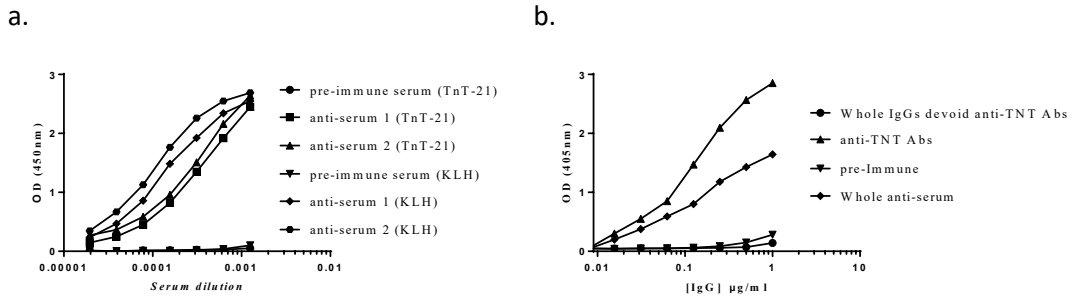 a.
3
2
1
0
OD (450nm)
0.00001
0.0001
0.001
0.01
Serum dilution
pre-immune serum (TnT-21)
anti-serum 1 (TnT-21)
anti-serum 2 (TnT-21)
pre-immune serum (KLH)
anti-serum 1 (KLH)
anti-serum 2 (KLH)
b.
3
2
1
0
OD (405nm)
0.01
0.1
1
10
[IgG] µg/ml
Whole IgGs devoid anti-TNT Abs
anti-TNT Abs
pre-Immune
Whole anti-serum